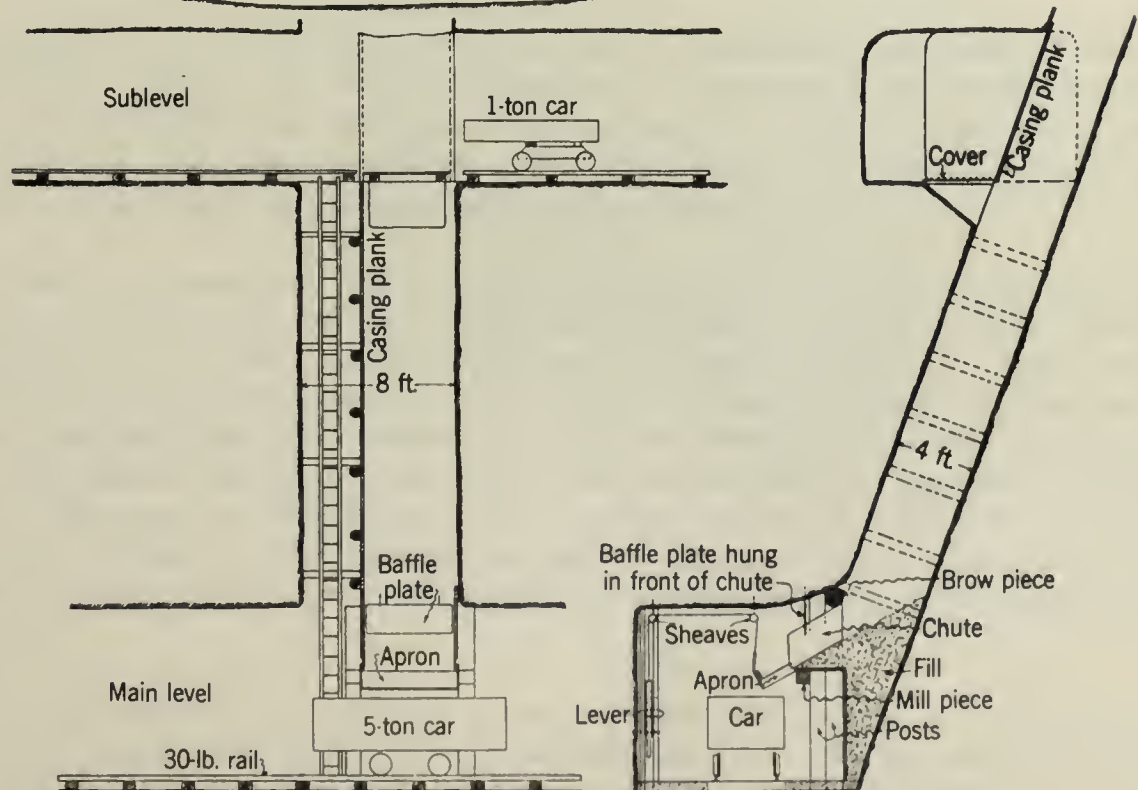 Sublevel
1-ton car
Casing plank
8 ft.
Baffle
plate
Apron
Main level
5-ton car
30-lb. rail
Casing plank
Cover
4 ft.
Baffle plate hung
in front of chute
Brow piece
Sheaves
Chute
Fill
Apron
Mill piece
Lever
Car
Posts